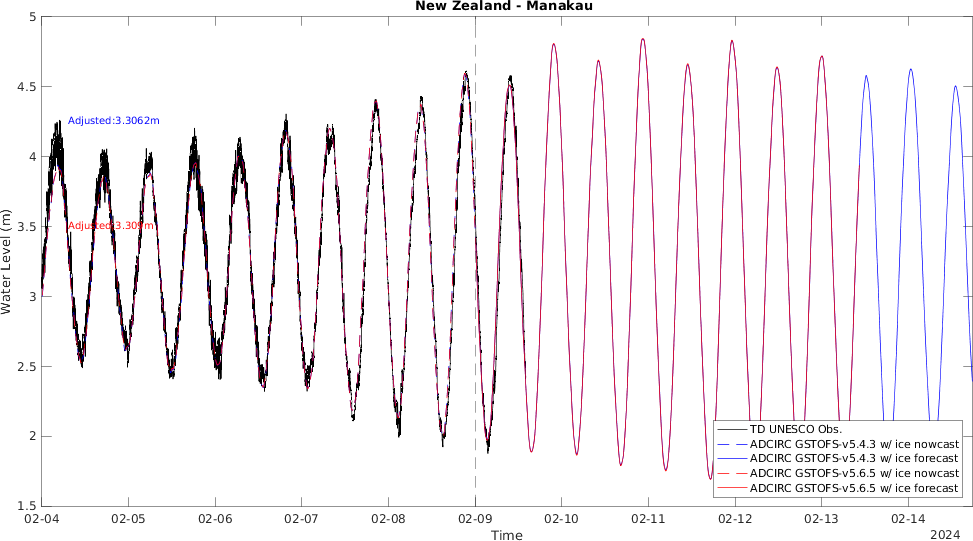 New Zealand - Manakau
Water Level (m)
5
4.5
4
3.5
3
2.5
2
1.5
Adjusted:3.3062m
Adjusted:3.309m
TD UNESCO Obs.
ADCIRC GSTOFS-v5.4.3 w/ ice nowcast
ADCIRC GSTOFS-v5.4.3 w/ ice forecast
ADCIRC GSTOFS-v5.6.5 w/ ice nowcast
ADCIRC GSTOFS-v5.6.5 w/ ice forecast
02-04 02-05 02-06 02-07 02-08 02-09 02-10 02-11 02-12 02-13 02-14
Time
2024